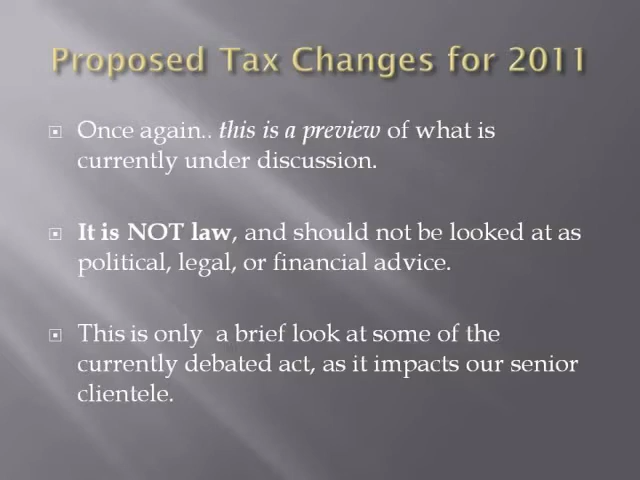 Proposed Tax Changes for 2011
Once again.. this is a preview of what is
currently under discussion.
It is NOT law, and should not be looked at as
political, legal, or financial advice.
This is only  a brief look at some of the
currently debated act, as it impacts our senior
clientele.